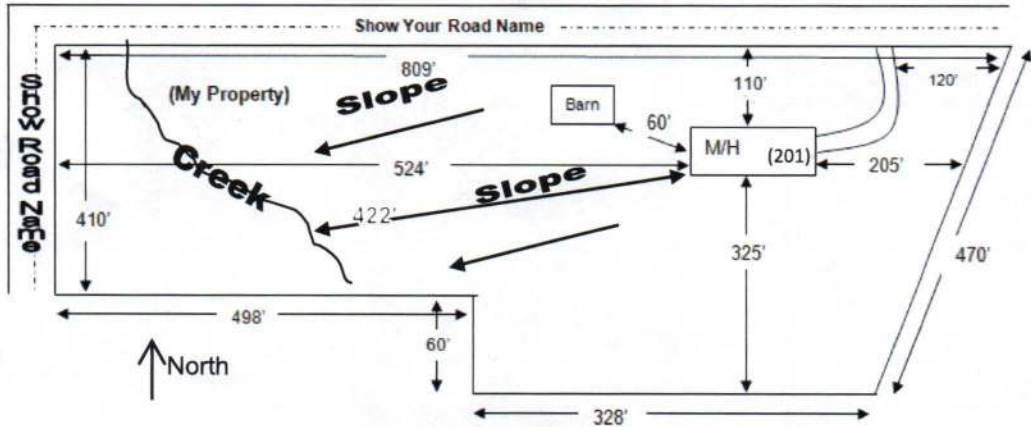 Show Your Road Name
Show Road Name
809'
(My Property)
Slope
Barn
110'
120'
60'
M/H
(201)
Creek
524'
205'
Slope
410'
422'
325'
470'
498'
60'
North
328'